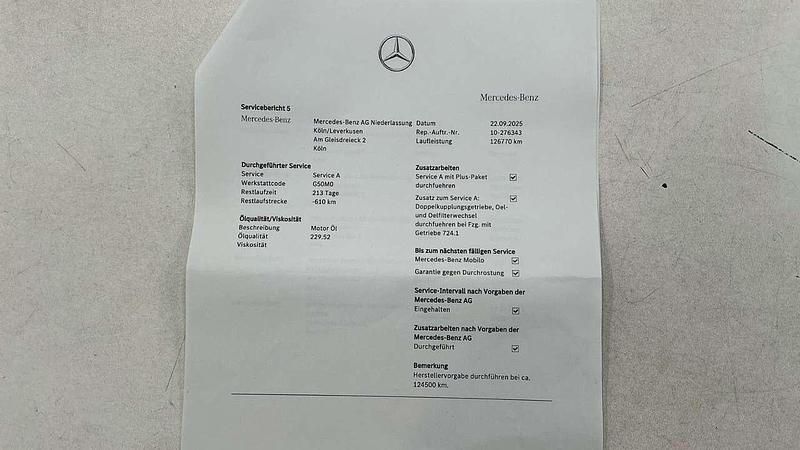 Mercedes-Benz
Servicebericht 5
Mercedes-Benz
Mercedes-Benz AG Niederlassung
Köln/Leverkusen
Am Gleisdreieck 2
Köln
Datum 22.09.2025
Rep.-Auftr.-Nr. 10-276343
Laufleistung 126770 km
Durchgeführter Service
Service Service A
Werkstattcode G50M0
Restlaufzeit 213 Tage
Restlaufstrecke -610 km
Ölqualität/Viskosität
Beschreibung Motor Öl
Ölqualität 229.52
Viskosität
Zusatzarbeiten
Service A mit Plus-Paket
durchfuehren
Zusatz zum Service A:
Doppelkupplungsgetriebe, Oel-
und Oelfilterwechsel
durchfuehren bei Fzg. mit
Getriebe 724.1
Bis zum nächsten fälligen Service
Mercedes-Benz Mobilo
Garantie gegen Durchrostung
Service-Intervall nach Vorgaben der
Mercedes-Benz AG
Eingehalten
Zusatzarbeiten nach Vorgaben der
Mercedes-Benz AG
Durchgeführt
Bemerkung
Herstellervorgabe durchführen bei ca.
124500 km.